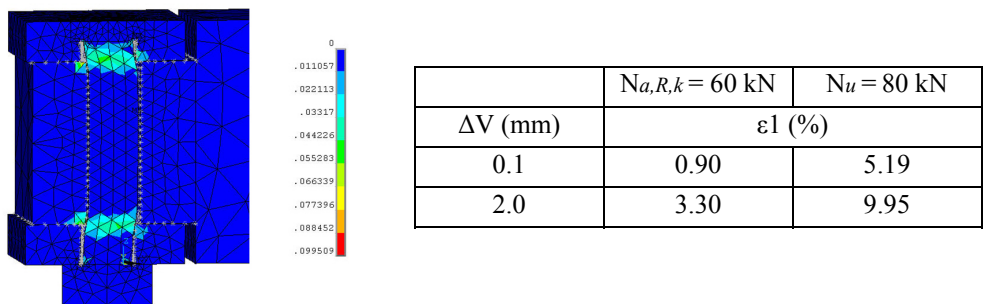 0
.011057
.022113
.03317
.044226
.055283
.066339
.077396
.088452
.099509
Na,R,k = 60 kN Nu = 80 kN
ΔV (mm) ε1 (%)
0.1 0.90 5.19
2.0 3.30 9.95